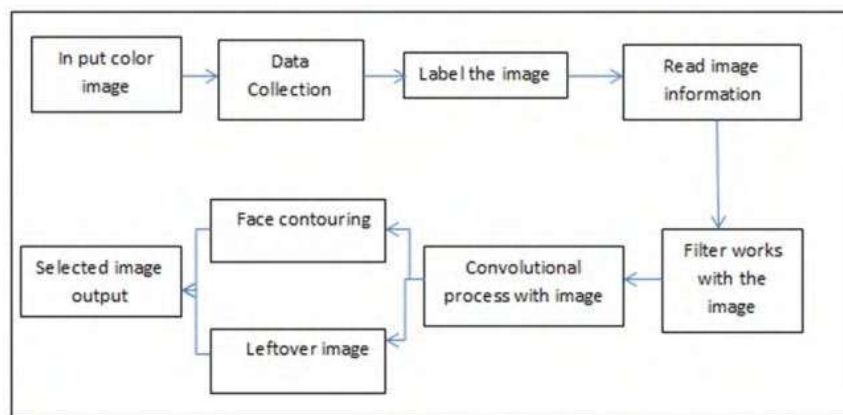 In put color
image
Data
Collection
Label the image
Read image
information
Filter works
with the
image
Convolutional
process with image
Face contouring
Leftover image
Selected image
output